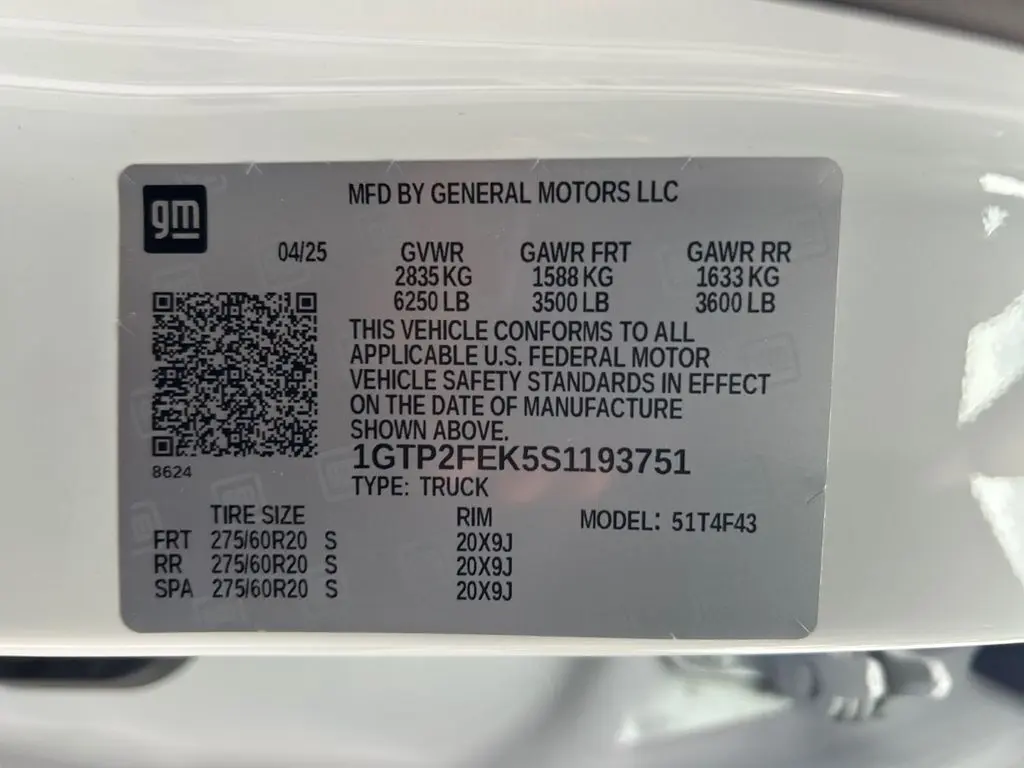 gm
MFD BY GENERAL MOTORS LLC
04/25 GVWR GAWR FRT GAWR RR
2835 KG 1588 KG 1633 KG
6250 LB 3500 LB 3600 LB
THIS VEHICLE CONFORMS TO ALL
APPLICABLE U.S. FEDERAL MOTOR
VEHICLE SAFETY STANDARDS IN EFFECT
ON THE DATE OF MANUFACTURE
SHOWN ABOVE.
8624
1GTP2FEK5S1193751
TYPE: TRUCK
TIRE SIZE RIM MODEL: 51T4F43
FRT 275/60R20 S 20X9J
RR 275/60R20 S 20X9J
SPA 275/60R20 S 20X9J